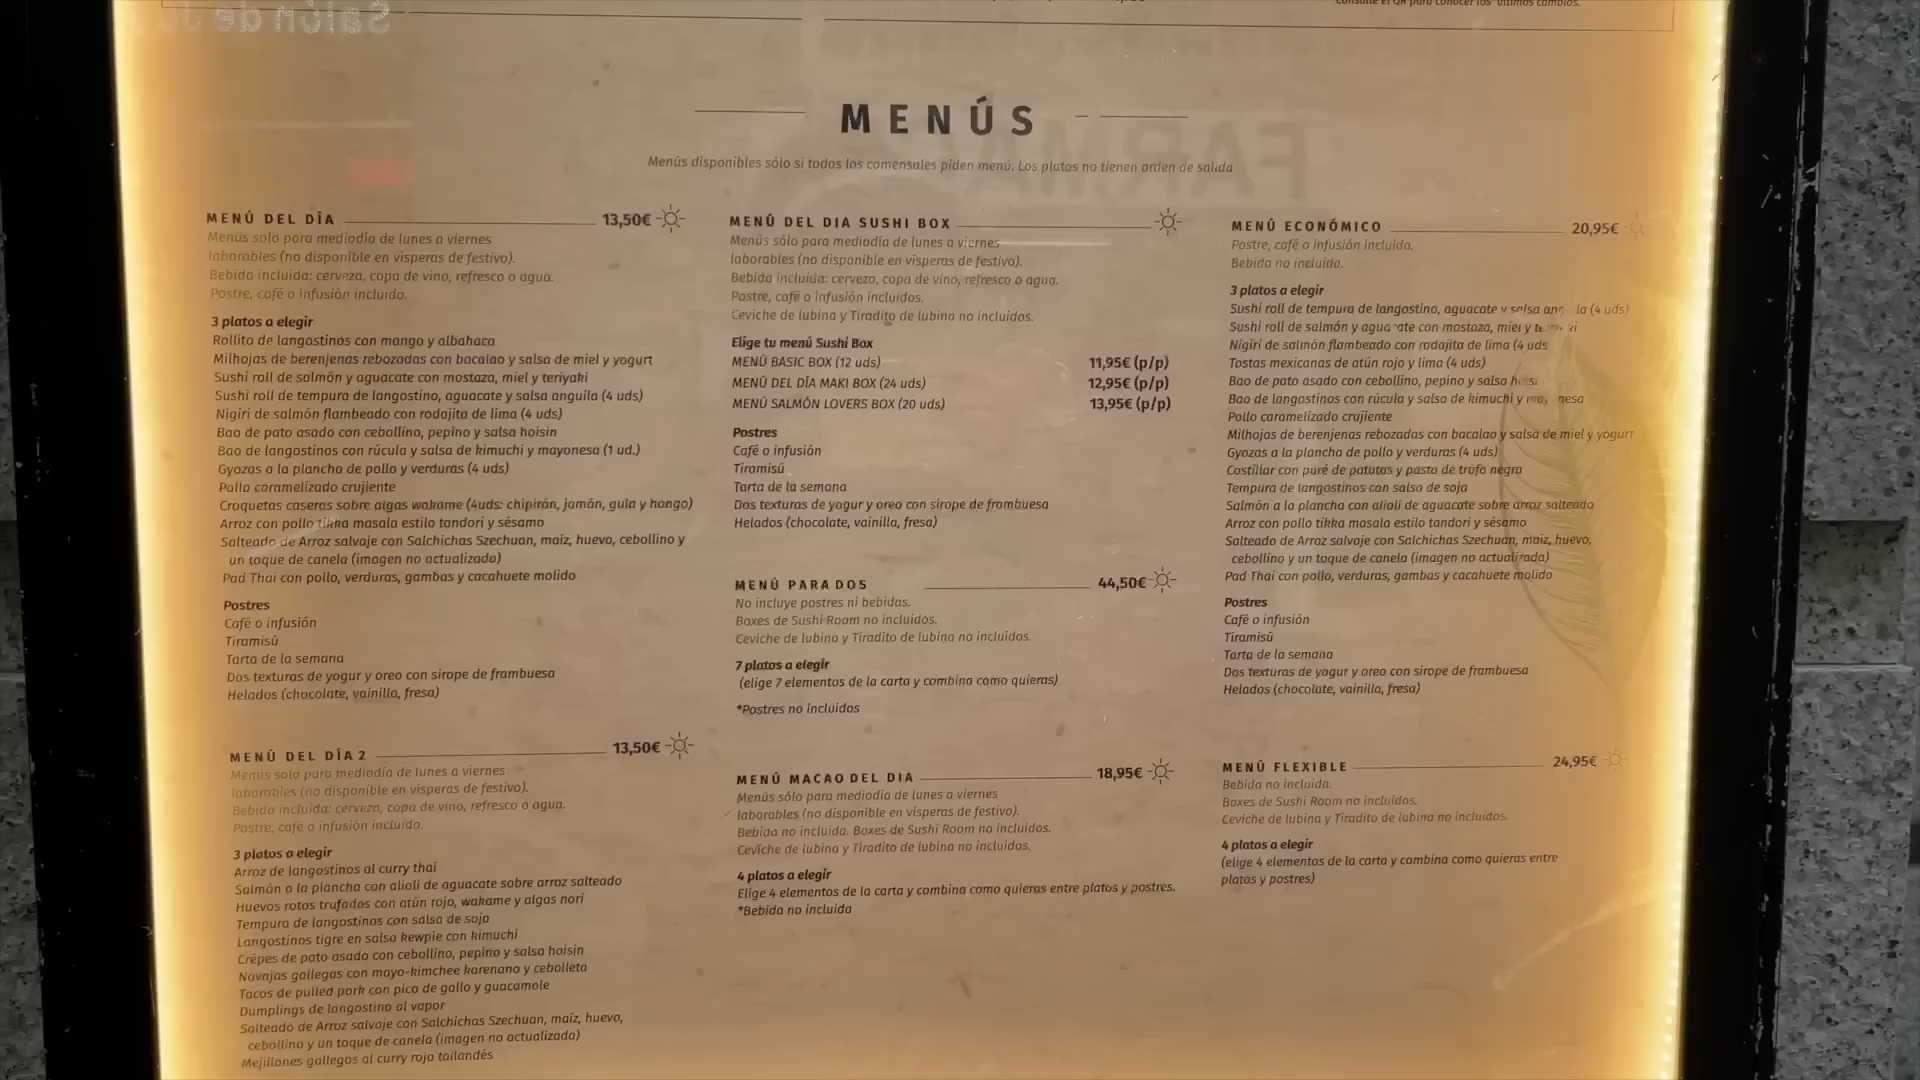 Consulte el QR para conocer los últimos cambios.
MENÚS
Menús disponibles sólo si todos los comensales piden menú. Los platos no tienen orden de salida
MENÚ DEL DÍA 13,50€
Menús solo para mediodía de lunes a viernes
laborables (no disponible en vísperas de festivo).
Bebida incluida: cerveza, copa de vino, refresco o agua.
Postre, café o infusión incluido.
3 platos a elegir
Rollito de langostinos con mango y albahaca
Milhojas de berenjenas rebozadas con bacalao y salsa de miel y yogurt
Sushi roll de salmón y aguacate con mostaza, miel y teriyaki
Sushi roll de tempura de langostino, aguacate y salsa anguila (4 uds)
Nigiri de salmón flambeado con rodajita de lima (4 uds)
Bao de pato asado con cebollino, pepino y salsa hoisin
Bao de langostinos con rúcula y salsa de kimuchi y mayonesa (1 ud.)
Gyozas a la plancha de pollo y verduras (4 uds)
Pollo caramelizado crujiente
Croquetas caseras sobre algas wakame (4uds: chipirón, jamón, gula y hongo)
Arroz con pollo tikka masala estilo tandori y sésamo
Salteado de Arroz salvaje con Salchichas Szechuan, maíz, huevo, cebollino y
un toque de canela (imagen no actualizada)
Pad Thai con pollo, verduras, gambas y cacahuete molido
Postres
Café o infusión
Tiramisú
Tarta de la semana
Dos texturas de yogur y oreo con sirope de frambuesa
Helados (chocolate, vainilla, fresa)
MENÚ DEL DÍA 2 13,50€
Menús solo para mediodía de lunes a viernes
laborables (no disponible en vísperas de festivo).
Bebida incluida: cerveza, copa de vino, refresco o agua.
Postre, café o infusión incluido.
3 platos a elegir
Arroz de langostinos al curry thai
Salmón a la plancha con alioli de aguacate sobre arroz salteado
Huevos rotos trufados con atún rojo, wakame y algas nori
Tempura de langostinos con salsa de soja
Langostinos tigre en salsa kewpie con kimuchi
Crêpes de pato asado con cebollino, pepino y salsa hoisin
Navajas gallegas con mayo-kimchee koreano y cebolleta
Tacos de pulled pork con pico de gallo y guacamole
Dumplings de langostino al vapor
Salteado de Arroz salvaje con Salchichas Szechuan, maíz, huevo,
cebollino y un toque de canela (imagen no actualizada)
Mejillones gallegos al curry rojo tailandés
MENÚ DEL DIA SUSHI BOX
Menús sólo para mediodía de lunes a viernes
laborables (no disponible en vísperas de festivo).
Bebida incluida: cerveza, copa de vino, refresco o agua.
Postre, café o infusión incluidos.
Ceviche de lubina y Tiradito de lubina no incluidos.
Elige tu menú Sushi Box
MENÚ BASIC BOX (12 uds) 11,95€ (p/p)
MENÚ DEL DÍA MAKI BOX (24 uds) 12,95€ (p/p)
MENÚ SALMÓN LOVERS BOX (20 uds) 13,95€ (p/p)
Postres
Café o infusión
Tiramisú
Tarta de la semana
Dos texturas de yogur y oreo con sirope de frambuesa
Helados (chocolate, vainilla, fresa)
MENÚ PARA DOS 44,50€
No incluye postres ni bebidas.
Boxes de Sushi Room no incluidos.
Ceviche de lubina y Tiradito de lubina no incluidos.
7 platos a elegir
(elige 7 elementos de la carta y combina como quieras)
*Postres no incluidos
MENÚ MACAO DEL DIA 18,95€
Menús sólo para mediodía de lunes a viernes
laborables (no disponible en vísperas de festivo).
Bebida no incluida. Boxes de Sushi Room no incluidos.
Ceviche de lubina y Tiradito de lubina no incluidos.
4 platos a elegir
Elige 4 elementos de la carta y combina como quieras entre platos y postres.
*Bebida no incluida
MENÚ ECONÓMICO 20,95€
Postre, café o infusión incluido.
Bebida no incluida.
3 platos a elegir
Sushi roll de tempura de langostino, aguacate y salsa (4 uds)
Sushi roll de salmón y aguacate con mostaza, miel y
Nigiri de salmón flambeado con rodajita de lima (4 uds
Tostas mexicanas de atún rojo y lima (4 uds)
Bao de pato asado con cebollino, pepino y salsa
Bao de langostinos con rúcula y salsa de kimuchi y
Pollo caramelizado crujiente
Milhojas de berenjenas rebozadas con bacalao y salsa de miel y yogurt
Gyozas a la plancha de pollo y verduras (4 uds)
Costillar con puré de patatas y pasta de trufa negra
Tempura de langostinos con salsa de soja
Salmón a la plancha con alioli de aguacate sobre arroz salteado
Arroz con pollo tikka masala estilo tandori y sésamo
Salteado de Arroz salvaje con Salchichas Szechuan, maíz, huevo,
cebollino y un toque de canela (imagen no actualizada)
Pad Thai con pollo, verduras, gambas y cacahuete molido
Postres
Café o infusión
Tiramisú
Tarta de la semana
Dos texturas de yogur y oreo con sirope de frambuesa
Helados (chocolate, vainilla, fresa)
MENÚ FLEXIBLE 24,95€
Bebida no incluida.
Boxes de Sushi Room no incluidos.
Ceviche de lubina y Tiradito de lubina no incluidos.
4 platos a elegir
(elige 4 elementos de la carta y combina como quieras entre
platos y postres)